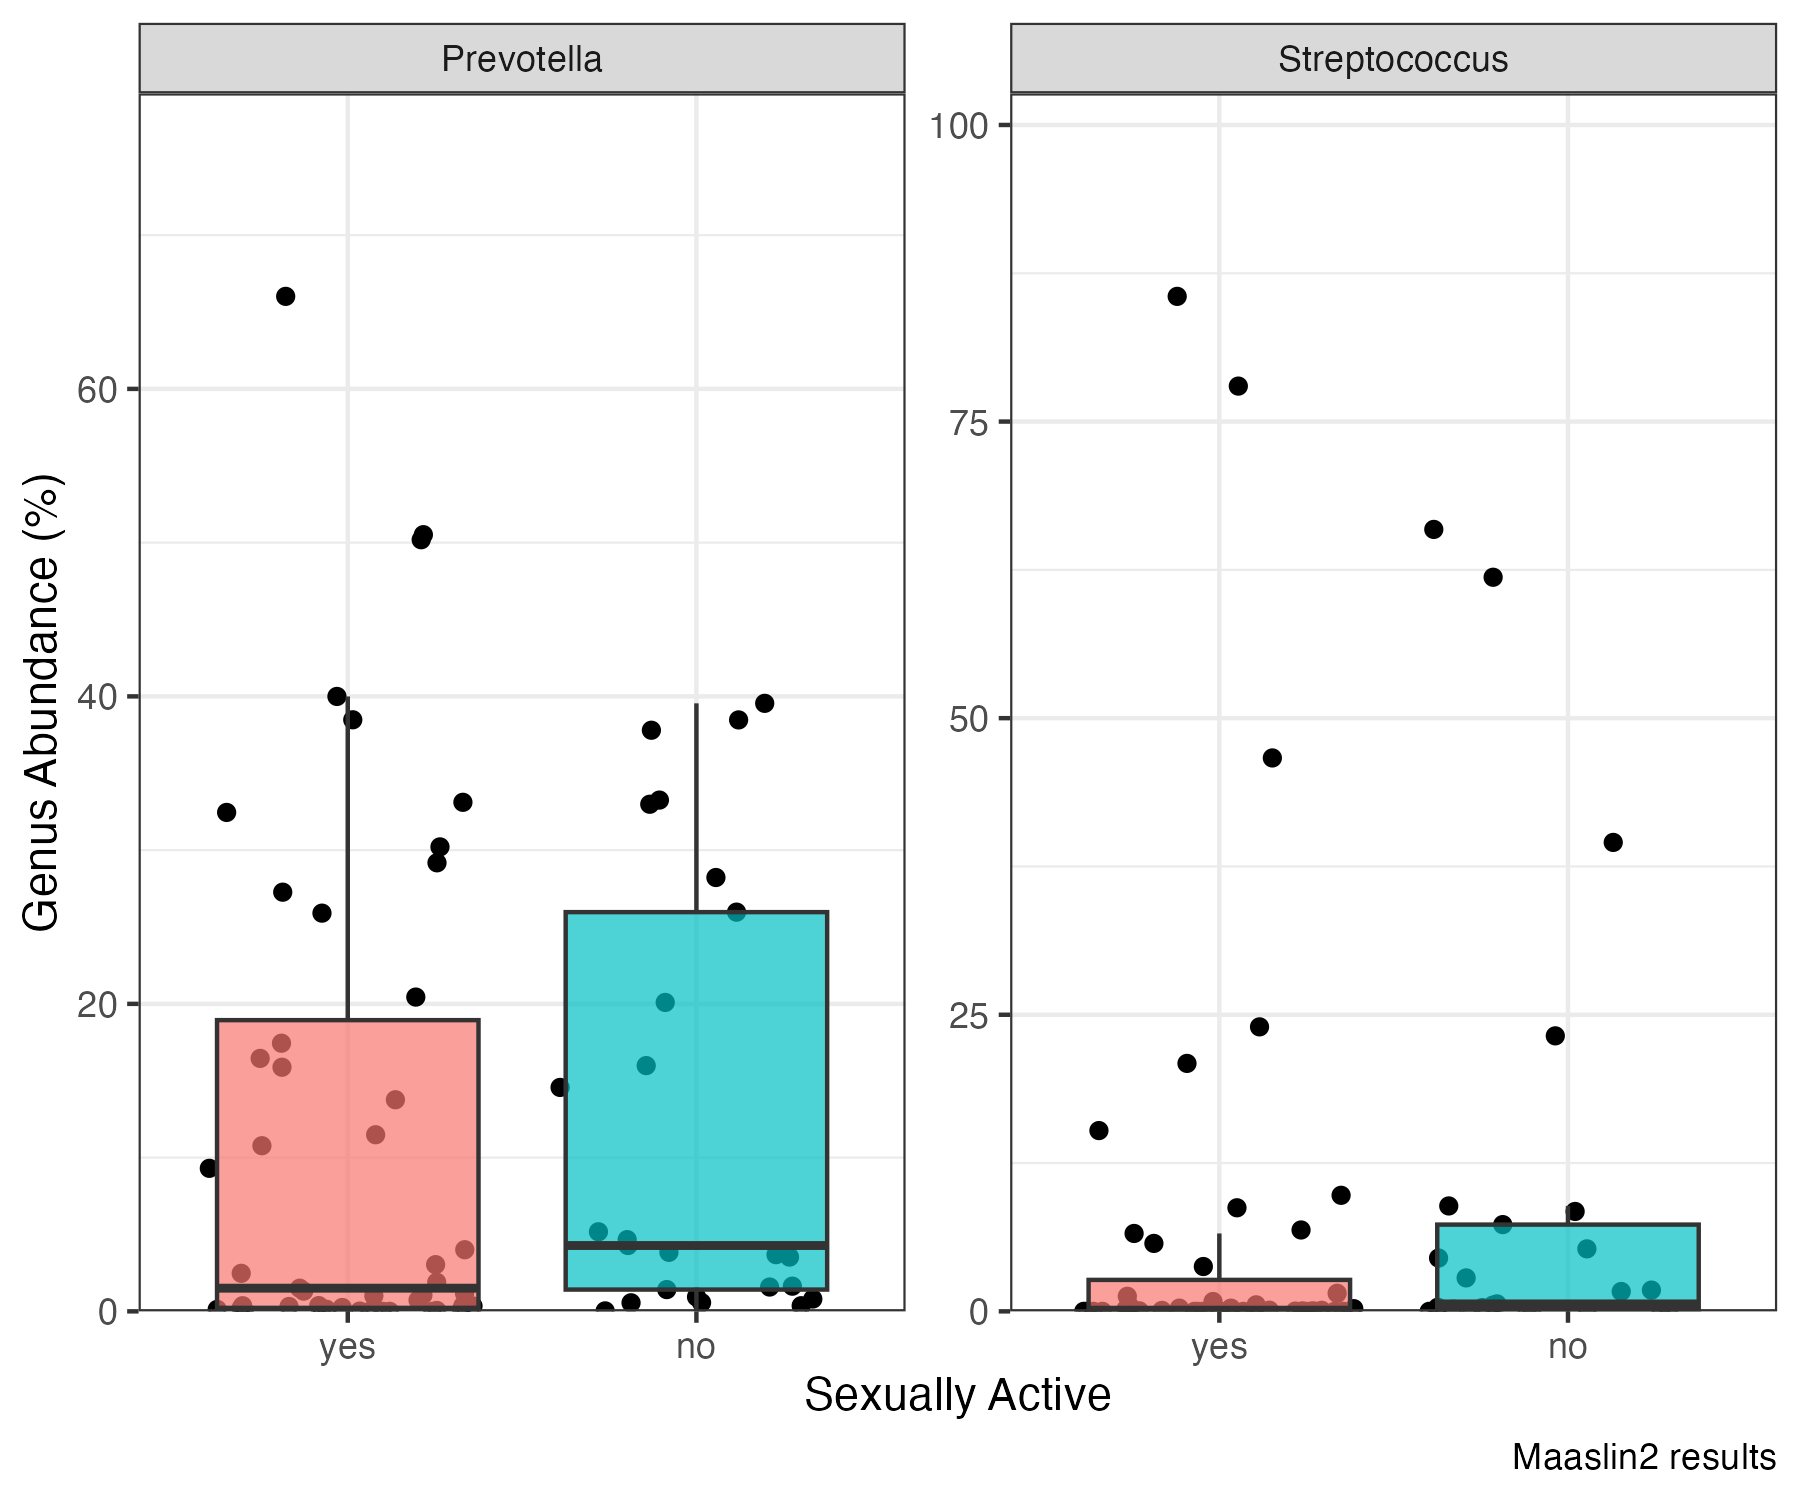 Prevotella
Streptococcus
Genus Abundance (%)
60
40
20
0
100
75
50
25
0
yes
no
yes
no
Sexually Active
Maaslin2 results